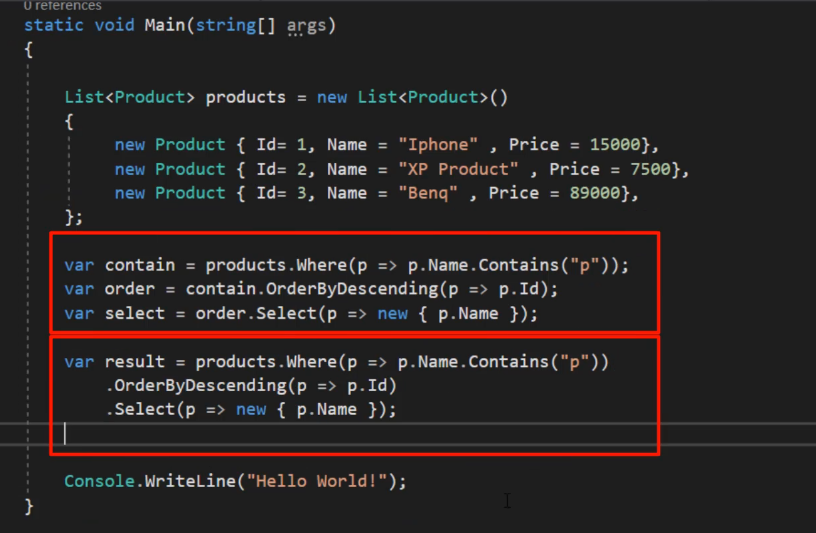 0 references
static void Main(string[] args)
{
List<Product> products = new List<Product>()
{
new Product { Id= 1, Name = "Iphone" , Price = 15000},
new Product { Id= 2, Name = "XP Product" , Price = 7500},
new Product { Id= 3, Name = "Benq" , Price = 89000},
};
var contain = products.Where(p => p.Name.Contains("p"));
var order = contain.OrderByDescending(p => p.Id);
var select = order.Select(p => new { p.Name });
var result = products.Where(p => p.Name.Contains("p"))
.OrderByDescending(p => p.Id)
.Select(p => new { p.Name });
Console.WriteLine("Hello World!");
}